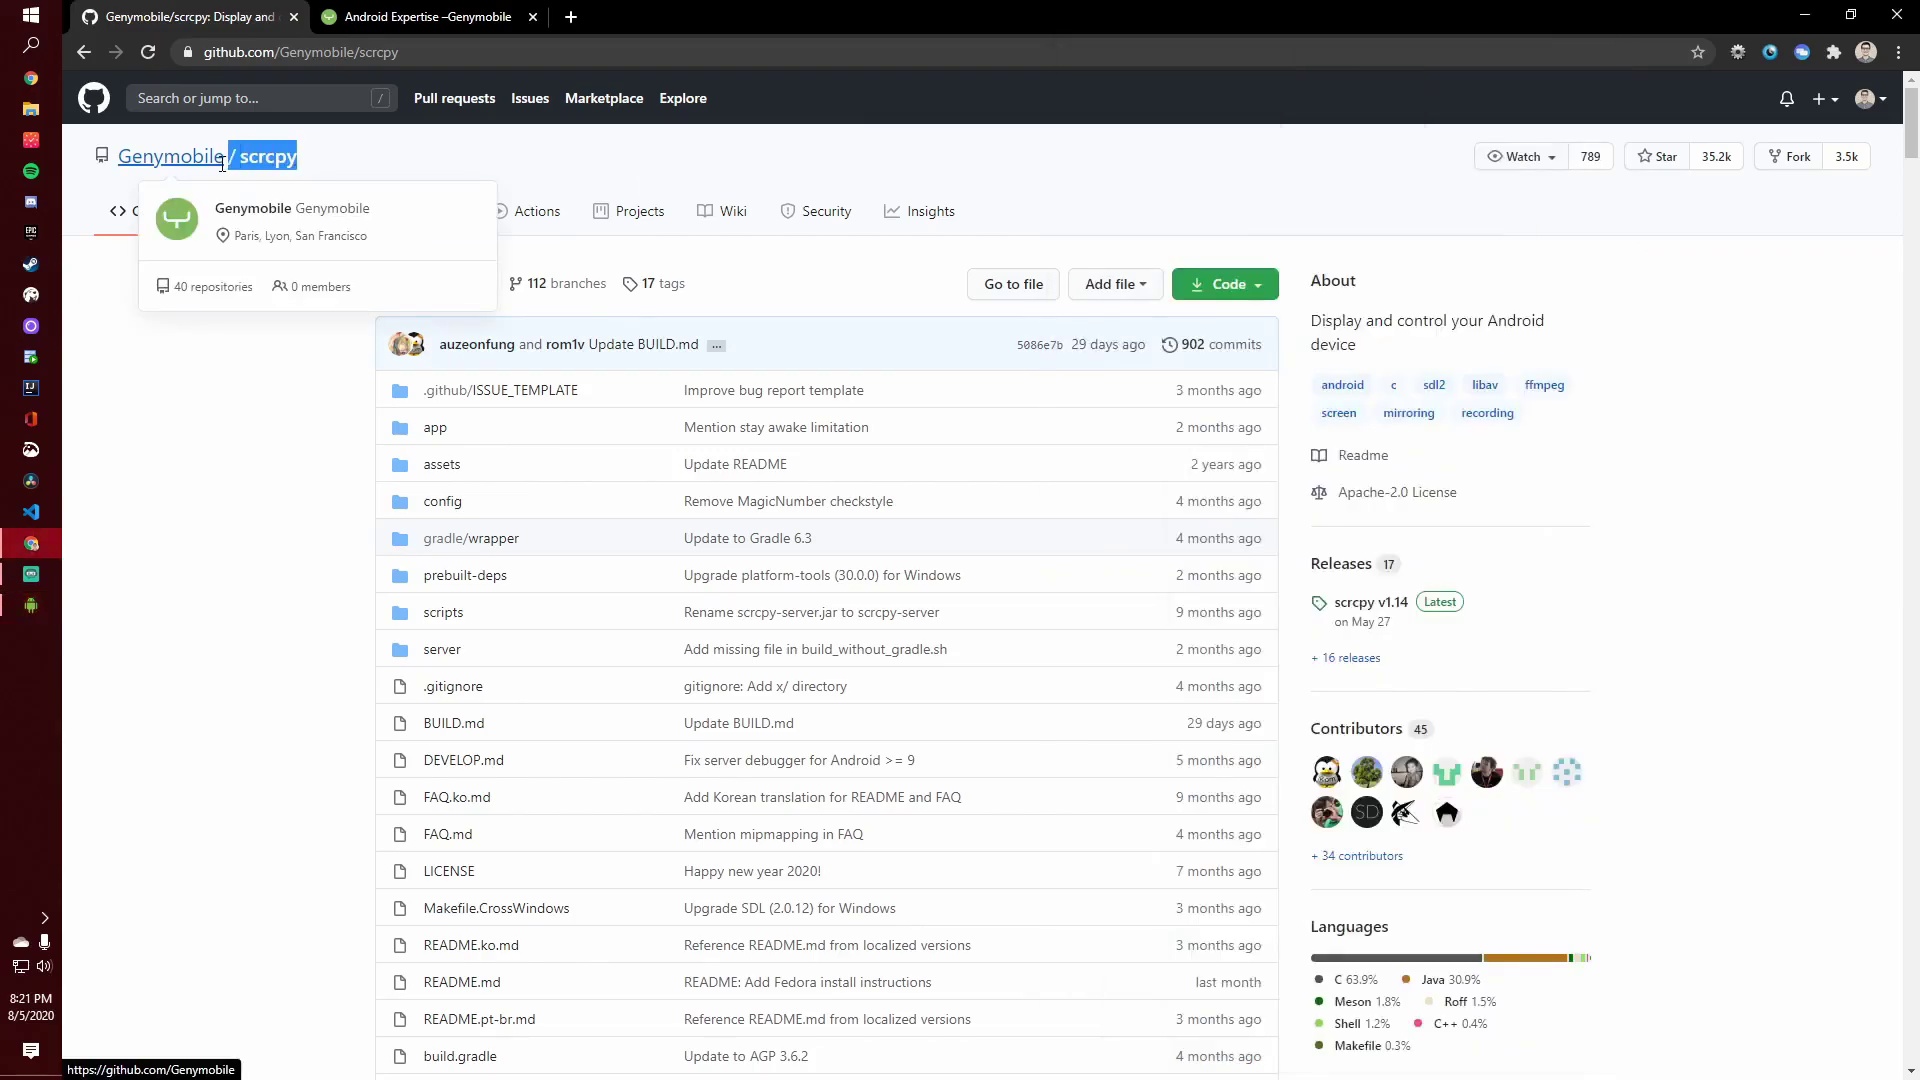 Genymobile/scrcpy: Display and
Android Expertise –Genymobile
github.com/Genymobile/scrcpy
Search or jump to...
/
Pull requests
Issues
Marketplace
Explore
Genymobile / scrcpy
Watch
789
Star
35.2k
Fork
3.5k
Genymobile Genymobile
Paris, Lyon, San Francisco
40 repositories
0 members
Actions
Projects
Wiki
Security
Insights
112 branches
17 tags
Go to file
Add file
Code
auzeonfung and rom1v Update BUILD.md ...
5086e7b 29 days ago
902 commits
.github/ISSUE_TEMPLATE Improve bug report template 3 months ago
app Mention stay awake limitation 2 months ago
assets Update README 2 years ago
config Remove MagicNumber checkstyle 4 months ago
gradle/wrapper Update to Gradle 6.3 4 months ago
prebuilt-deps Upgrade platform-tools (30.0.0) for Windows 2 months ago
scripts Rename scrcpy-server.jar to scrcpy-server 9 months ago
server Add missing file in build_without_gradle.sh 2 months ago
.gitignore gitignore: Add x/ directory 4 months ago
BUILD.md Update BUILD.md 29 days ago
DEVELOP.md Fix server debugger for Android >= 9 5 months ago
FAQ.ko.md Add Korean translation for README and FAQ 9 months ago
FAQ.md Mention mipmapping in FAQ 4 months ago
LICENSE Happy new year 2020! 7 months ago
Makefile.CrossWindows Upgrade SDL (2.0.12) for Windows 3 months ago
README.ko.md Reference README.md from localized versions 3 months ago
README.md README: Add Fedora install instructions last month
README.pt-br.md Reference README.md from localized versions 3 months ago
build.gradle Update to AGP 3.6.2 4 months ago
About
Display and control your Android
device
android c sdl2 libav ffmpeg
screen mirroring recording
Readme
Apache-2.0 License
Releases 17
scrcpy v1.14 Latest
on May 27
+ 16 releases
Contributors 45
SD
+ 34 contributors
Languages
C 63.9% Java 30.9%
Meson 1.8% Roff 1.5%
Shell 1.2% C++ 0.4%
Makefile 0.3%
EPIC
IJ
8:21 PM
8/5/2020
https://github.com/Genymobile